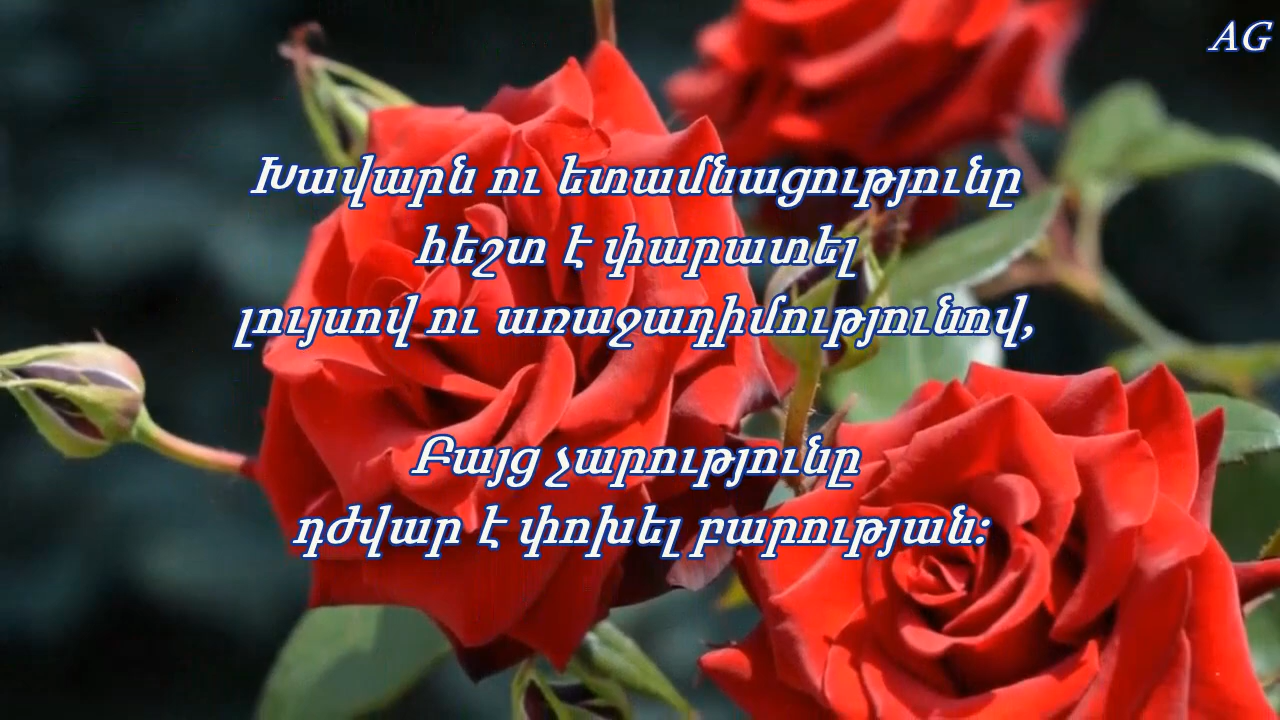 AG
Խավարն ու ետամնացությունը
հեշտ է փարատել
լույսով ու առաջադիմությունով,
Բայց չարությունը
դժվար է փոխել բարության: